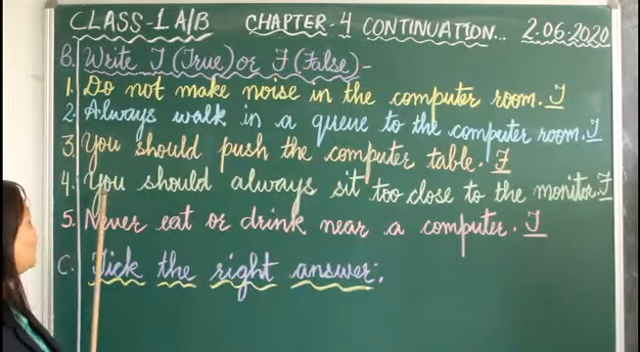 CLASS-1 A/B CHAPTER-4 CONTINUATION... 2.06.2020
B. Write T (True) or F (False)-
1. Do not make noise in the computer room. T
2. Always walk in a queue to the computer room. T
3. You should push the computer table. F
4. You should always sit too close to the monitor. F
5. Never eat or drink near a computer. T
C. Tick the right answer: